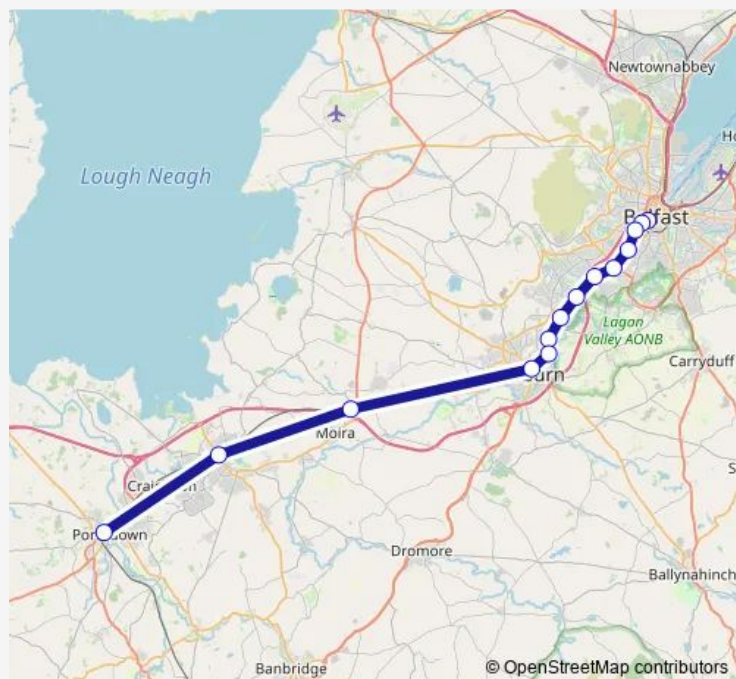 Newtownabbey
Lough Neagh
Belfast
Lagan
Valley AONB
Carryduff
Moira
Dromore
Ballynahinch
Banbridge
© OpenStreetMap contributors